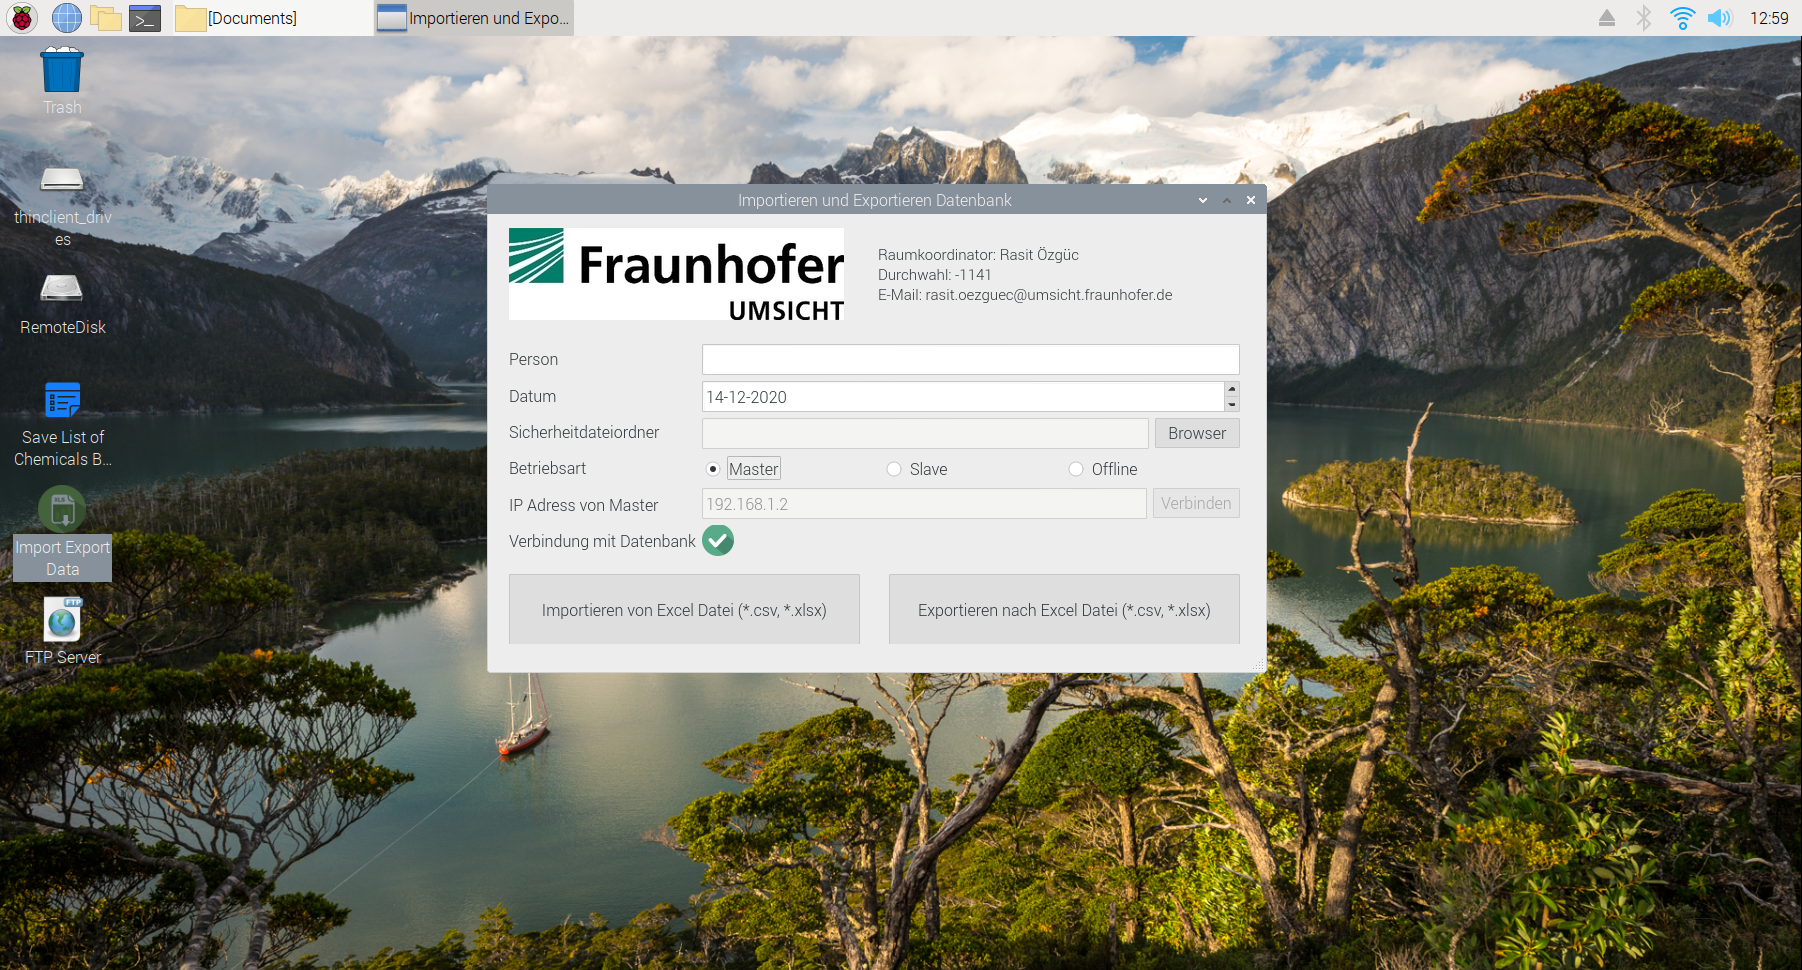 [Documents]
Importieren und Expo...
12:59
Trash
thinclient_driv
es
RemoteDisk
Save List of
Chemicals B...
Import Export
Data
FTP
FTP Server
Importieren und Exportieren Datenbank
Fraunhofer
UMSICHT
Raumkoordinator: Rasit Özgüc
Durchwahl: -1141
E-Mail: rasit.oezguec@umsicht.fraunhofer.de
Person
Datum
14-12-2020
Sicherheitdateiordner
Browser
Betriebsart
Master
Slave
Offline
IP Adress von Master
192.168.1.2
Verbinden
Verbindung mit Datenbank
Importieren von Excel Datei (*.csv, *.xlsx)
Exportieren nach Excel Datei (*.csv, *.xlsx)